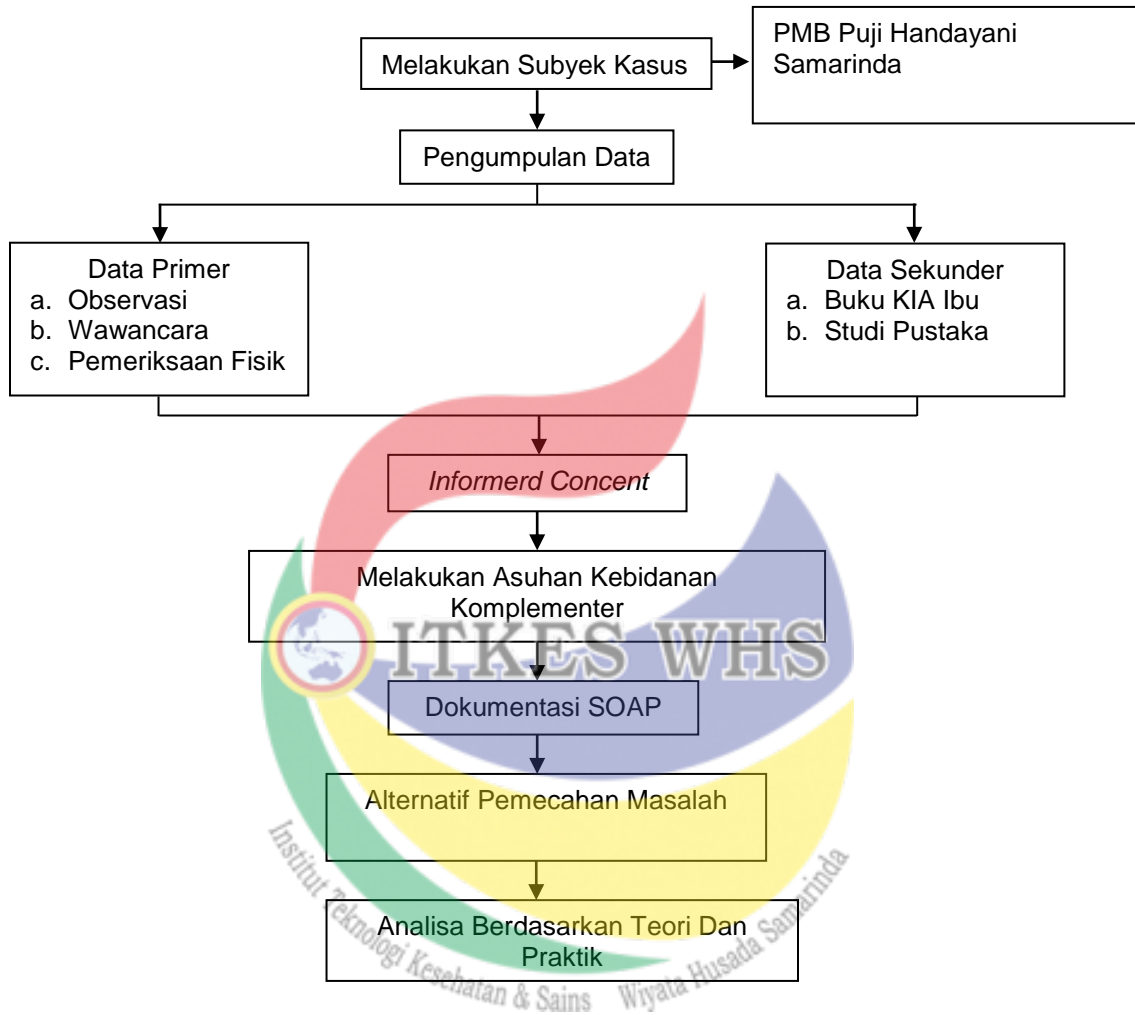 Melakukan Subyek Kasus
PMB Puji Handayani
Samarinda
Pengumpulan Data
Data Primer
a. Observasi
b. Wawancara
c. Pemeriksaan Fisik
Data Sekunder
a. Buku KIA Ibu
b. Studi Pustaka
Informerd Concent
Melakukan Asuhan Kebidanan
Komplementer
ITKES WHS
Dokumentasi SOAP
Alternatif Pemecahan Masalah
Analisa Berdasarkan Teori Dan
Praktik
Institut Teknologi Kesehatan & Sains Wiyata Husada Samarinda